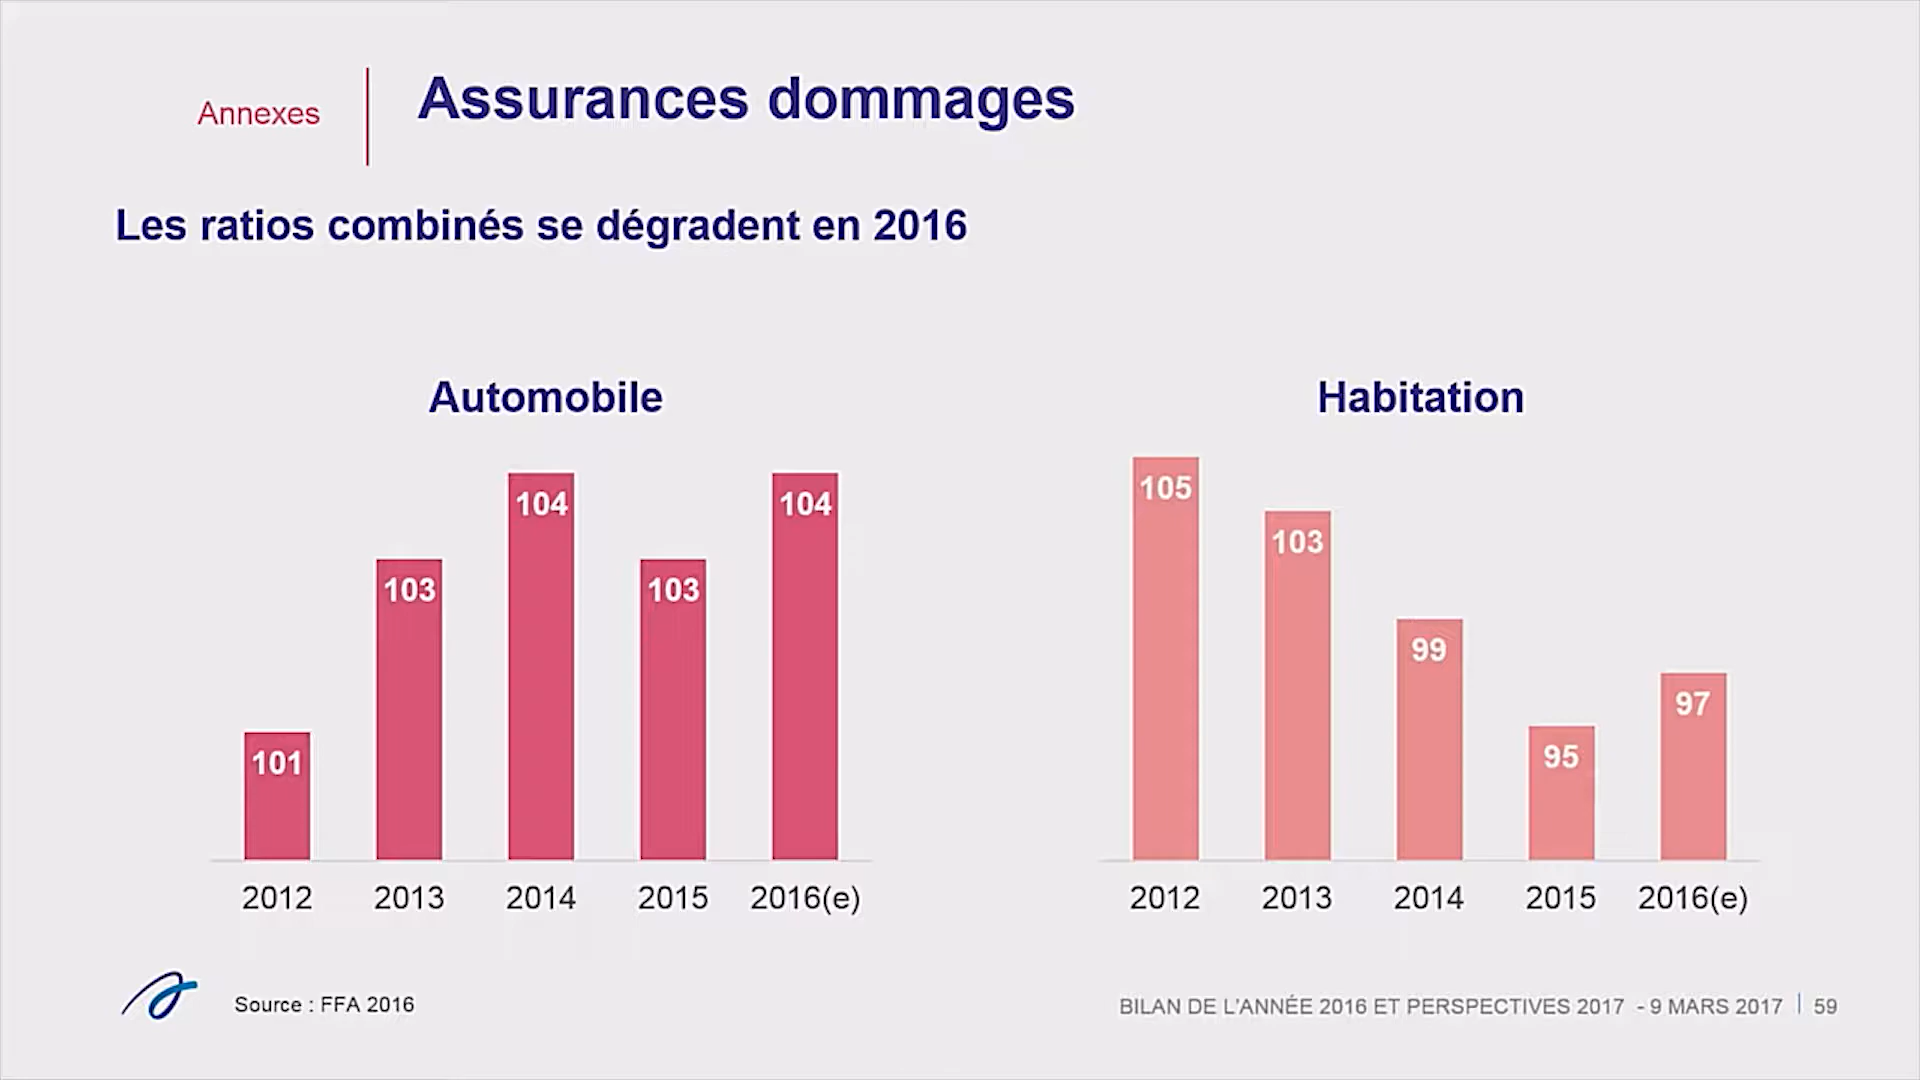 Annexes
Assurances dommages
Les ratios combinés se dégradent en 2016
Automobile
101
103
104
103
104
2012
2013
2014
2015
2016(e)
Habitation
105
103
99
95
97
2012
2013
2014
2015
2016(e)
Source : FFA 2016
BILAN DE L'ANNÉE 2016 ET PERSPECTIVES 2017 - 9 MARS 2017
59